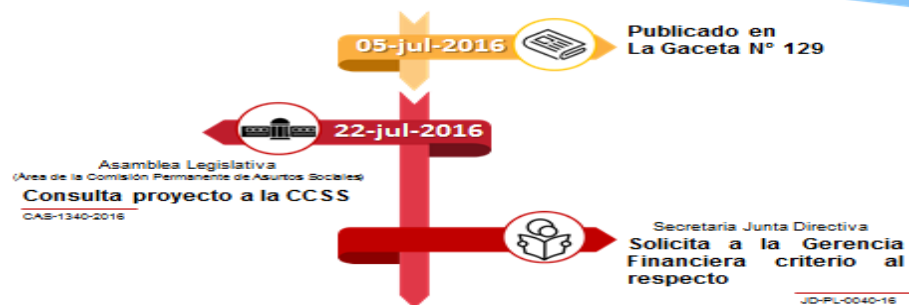 05-jul-2016
Publicado en
La Gaceta N° 129
22-jul-2016
Asamblea Legislativa
(Área de la Comisión Permanente de Asuntos Sociales)
Consulta proyecto a la CCSS
CAS-1340-2016
Secretaria Junta Directiva
Solicita a la Gerencia
Financiera criterio al
respecto
JD-PL-0040-16